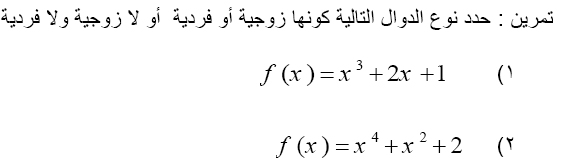 تمرين : حدد نوع الدوال التالية كونها زوجية أو فردية أو لا زوجية ولا فردية
١) f (x) = x³ + 2x + 1
٢) f (x) = x⁴ + x² + 2